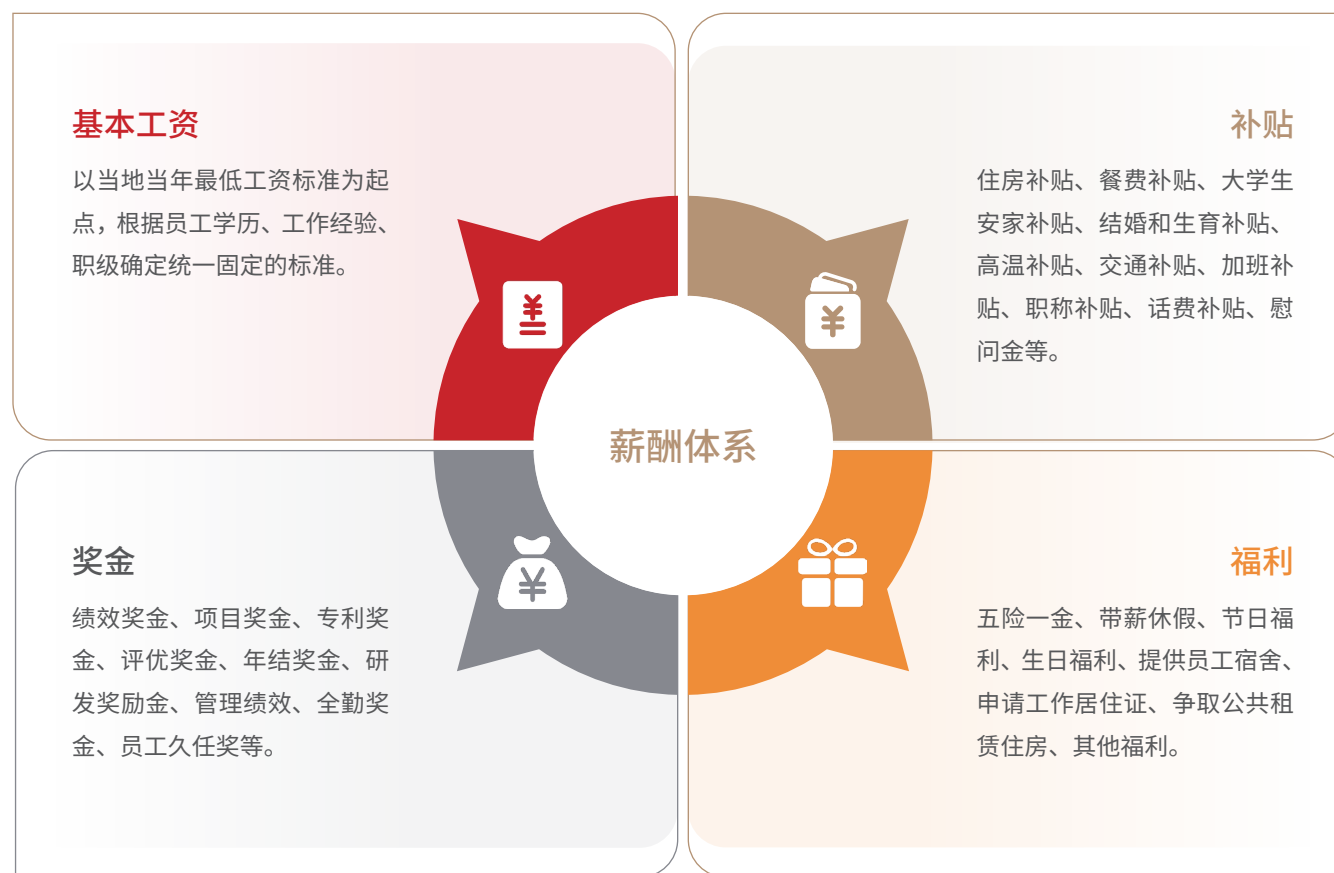 基本工资
以当地当年最低工资标准为起
点，根据员工学历、工作经验、
职级确定统一固定的标准。
补贴
住房补贴、餐费补贴、大学生
安家补贴、结婚和生育补贴、
高温补贴、交通补贴、加班补
贴、职称补贴、话费补贴、慰
问金等。
薪酬体系
奖金
绩效奖金、项目奖金、专利奖
金、评优奖金、年结奖金、研
发奖励金、管理绩效、全勤奖
金、员工久任奖等。
福利
五险一金、带薪休假、节日福
利、生日福利、提供员工宿舍、
申请工作居住证、争取公共租
赁住房、其他福利。